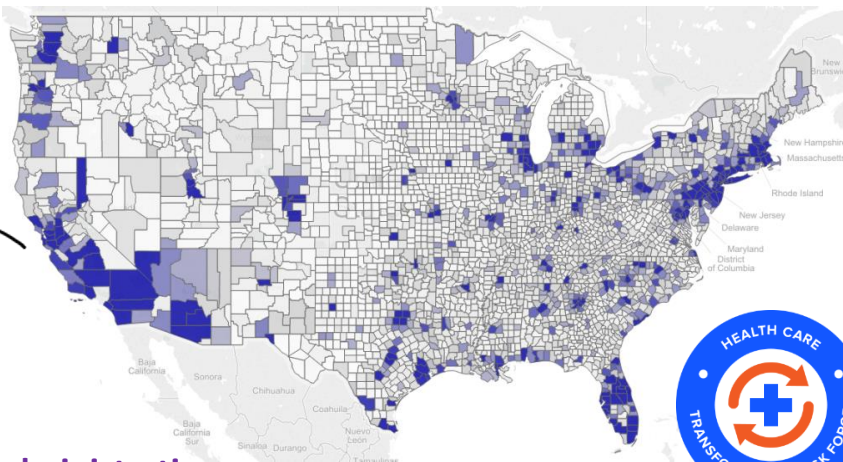 New
Brunswick
New Hampshire
Massachusetts
Rhode Island
New Jersey
Delaware
Maryland
District
of Columbia
Baja
California
Sonora
Chihuahua
Coahuila
Baja
California
Sur
Sinaloa
Durango
Nuevo
León
Tamaulipas
HEALTH CARE